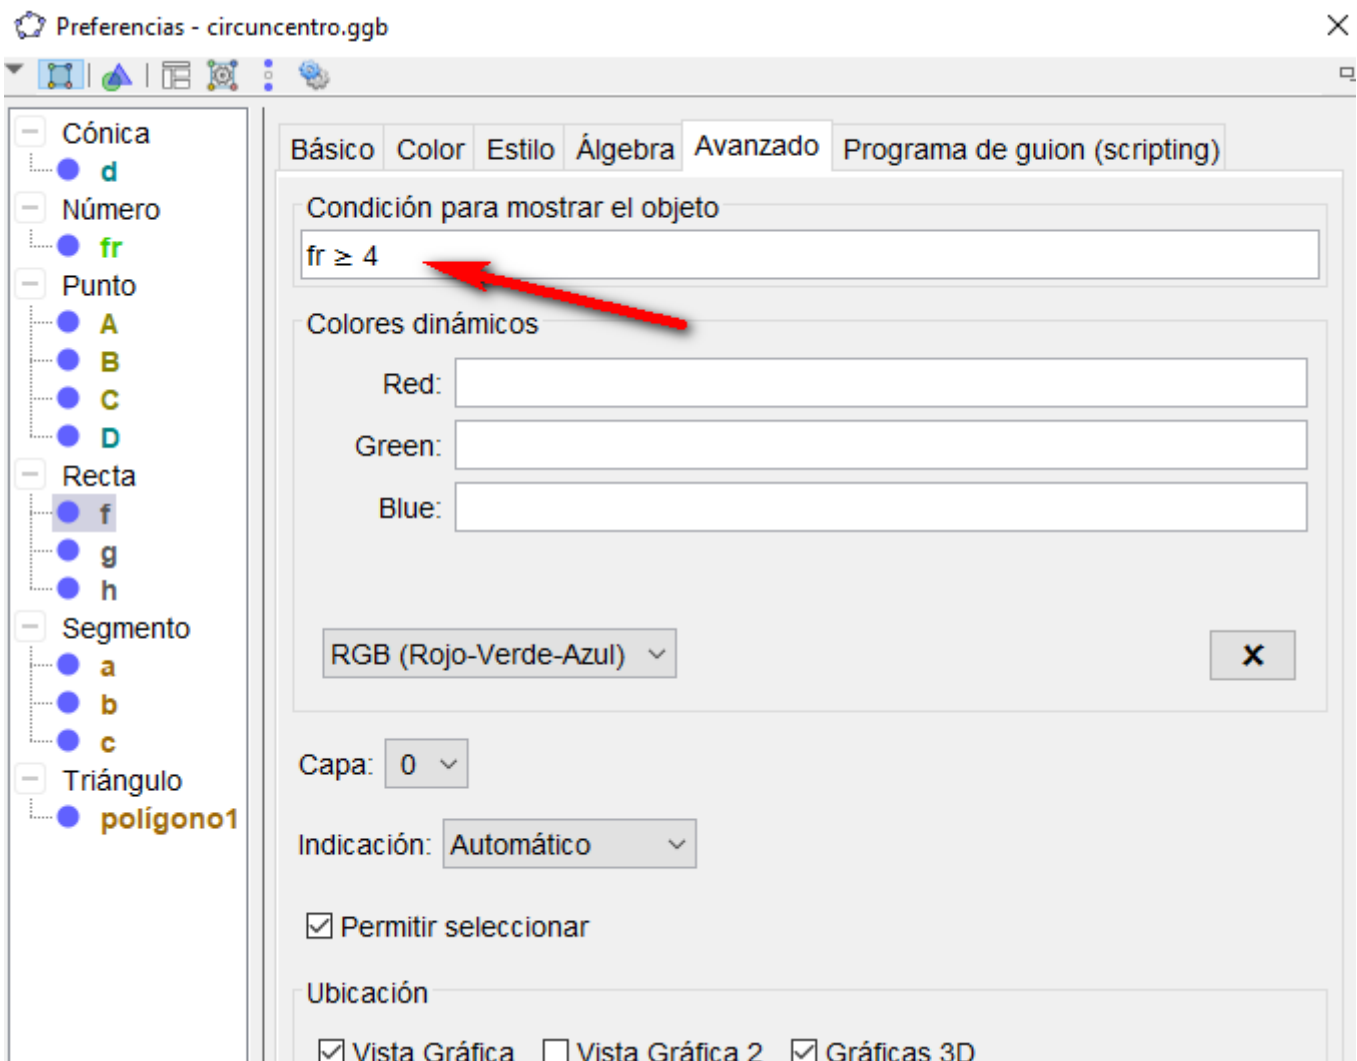 Preferencias - circuncentro.ggb
Cónica
d
Número
fr
Punto
A
B
C
D
Recta
f
g
h
Segmento
a
b
c
Triángulo
polígono1
Básico Color Estilo Álgebra Avanzado Programa de guion (scripting)
Condición para mostrar el objeto
fr ≥ 4
Colores dinámicos
Red:
Green:
Blue:
RGB (Rojo-Verde-Azul)
Capa: 0
Indicación: Automático
Permitir seleccionar
Ubicación
Vista Gráfica Vista Gráfica 2 Gráficas 3D